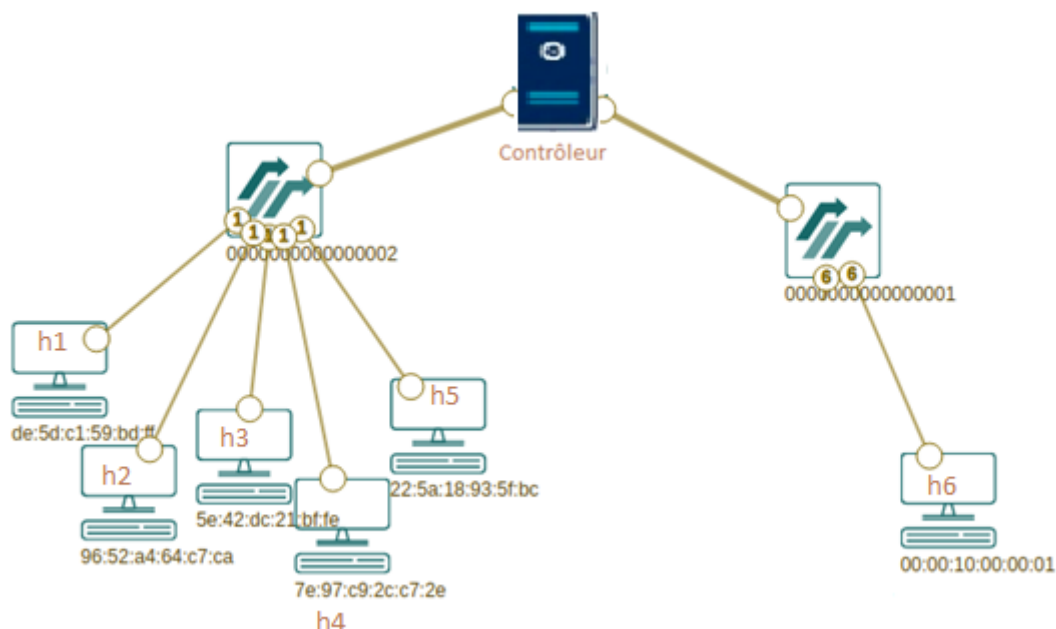 Contrôleur
1
1
1
1
1
0000000000000002
6
6
0000000000000001
h1
de:5d:c1:59:bd:ff
h2
96:52:a4:64:c7:ca
h3
5e:42:dc:21:bf:fe
h5
22:5a:18:93:5f:bc
7e:97:c9:2c:c7:2e
h4
h6
00:00:10:00:00:01